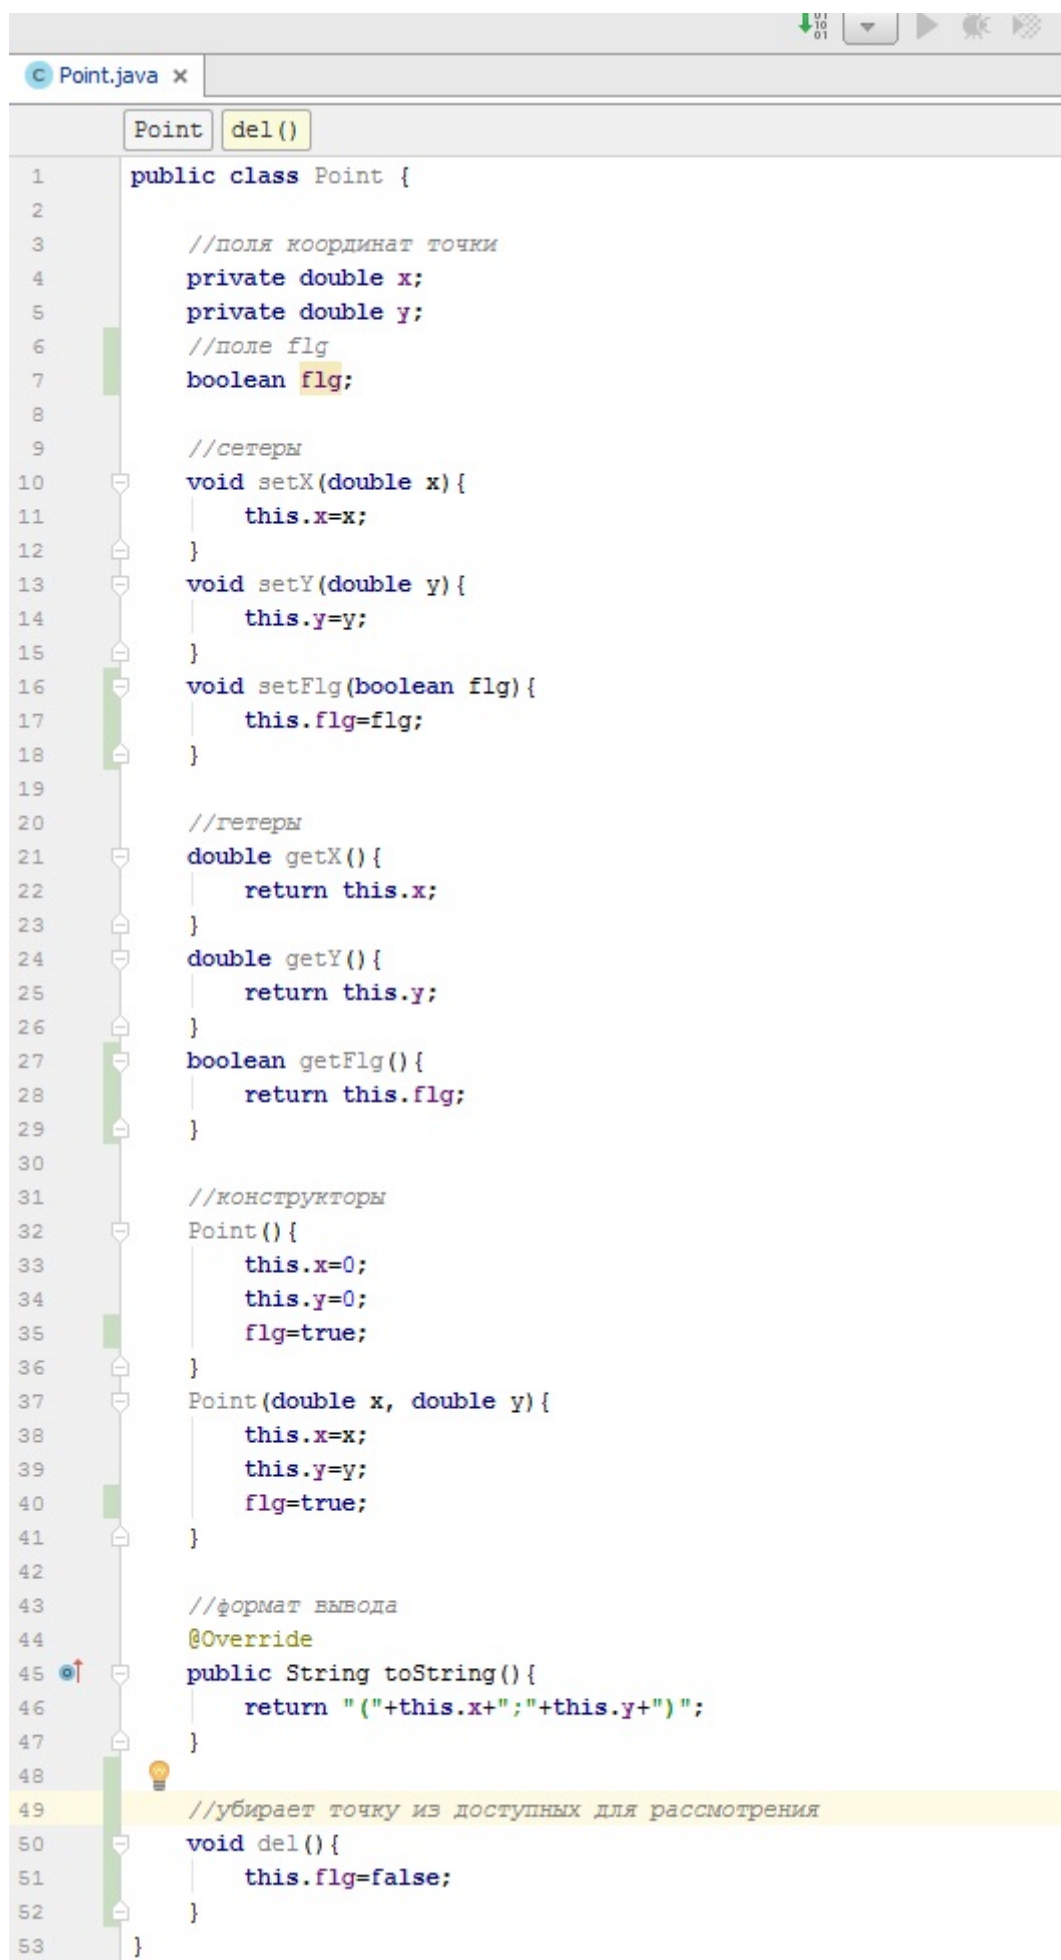 01
10
01
C Point.java ×
Point del()
1 public class Point {
2
3 //поля координат точки
4 private double x;
5 private double y;
6 //поле flg
7 boolean flg;
8
9 //сетеры
10 void setX(double x){
11 this.x=x;
12 }
13 void setY(double y){
14 this.y=y;
15 }
16 void setFlg(boolean flg){
17 this.flg=flg;
18 }
19
20 //гетеры
21 double getX(){
22 return this.x;
23 }
24 double getY(){
25 return this.y;
26 }
27 boolean getFlg(){
28 return this.flg;
29 }
30
31 //конструкторы
32 Point(){
33 this.x=0;
34 this.y=0;
35 flg=true;
36 }
37 Point(double x, double y){
38 this.x=x;
39 this.y=y;
40 flg=true;
41 }
42
43 //формат вывода
44 @Override
45 public String toString(){
46 return "("+this.x+";"+this.y+")";
47 }
48
49 //убирает точку из доступных для рассмотрения
50 void del(){
51 this.flg=false;
52 }
53 }